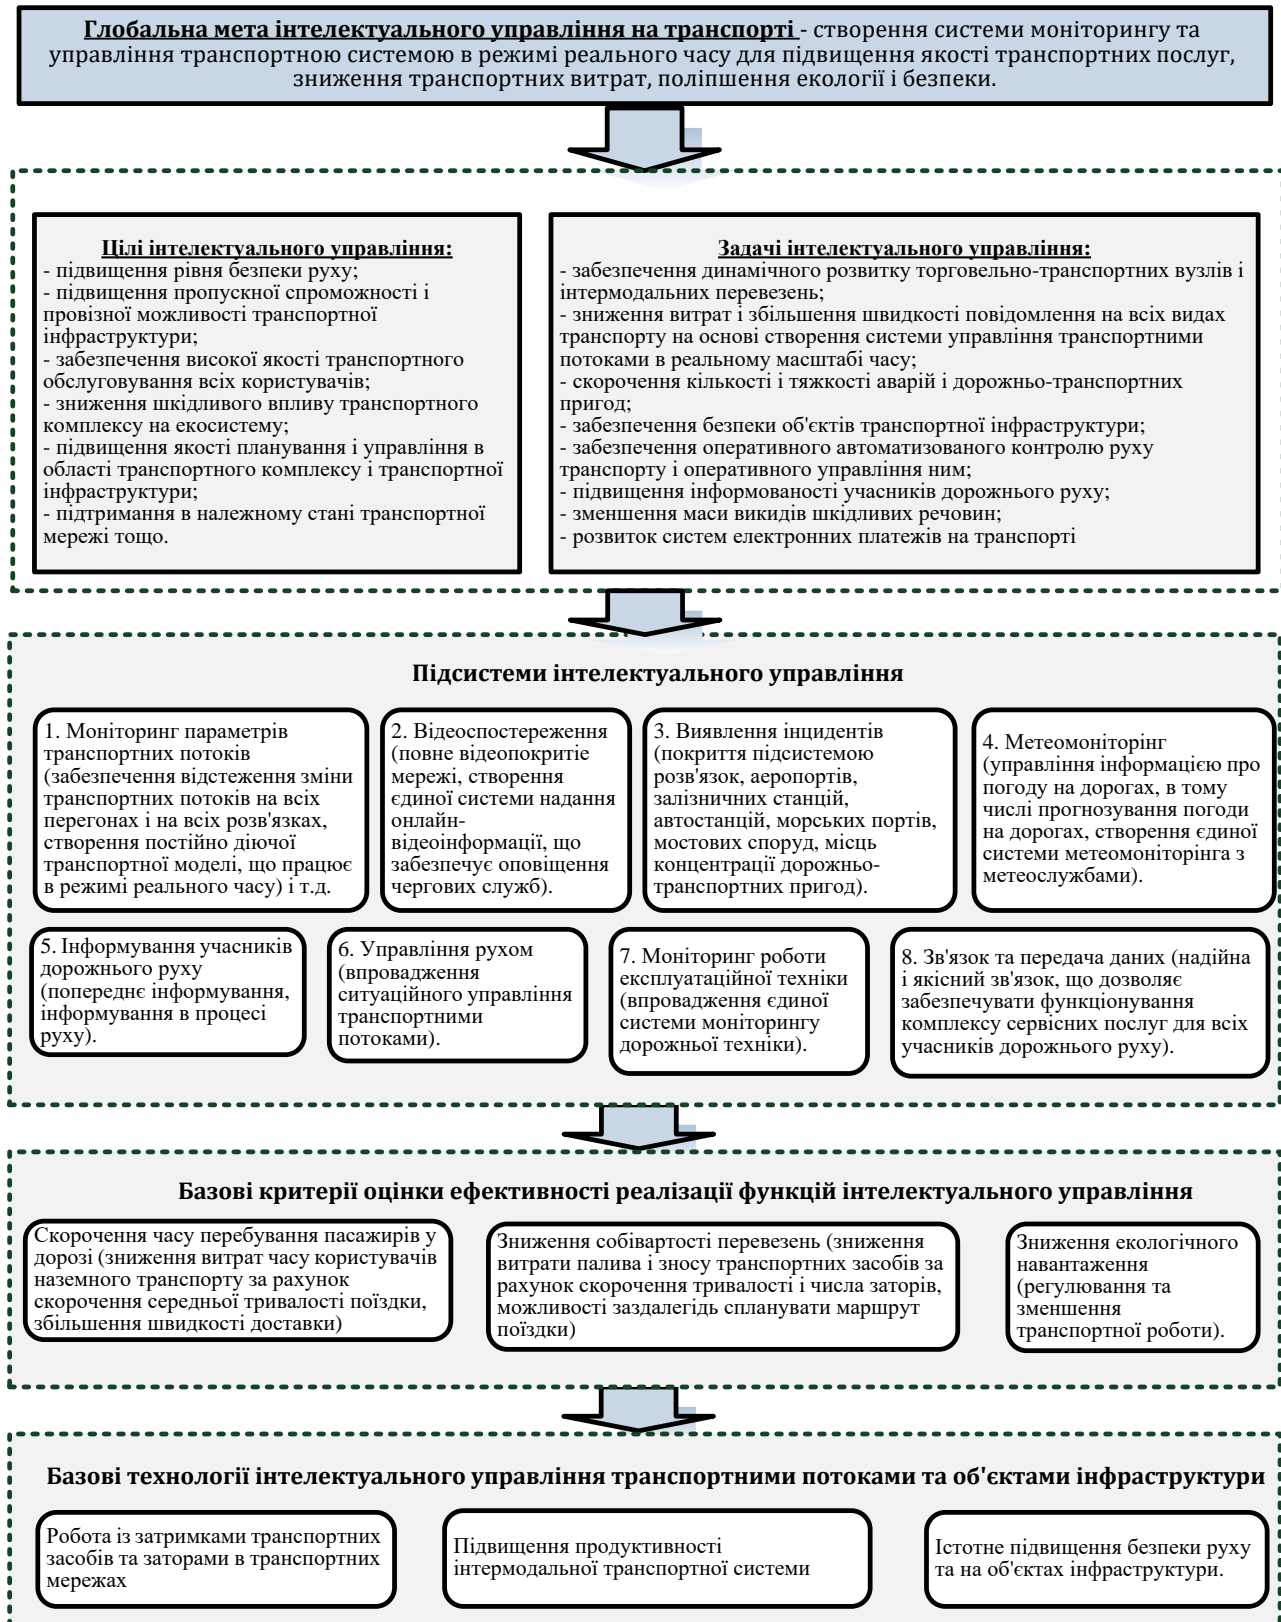 Глобальна мета інтелектуального управління на транспорті - створення системи моніторингу та
управління транспортною системою в режимі реального часу для підвищення якості транспортних послуг,
зниження транспортних витрат, поліпшення екології і безпеки.
Цілі інтелектуального управління:
- підвищення рівня безпеки руху;
- підвищення пропускної спроможності і
провізної можливості транспортної
інфраструктури;
- забезпечення високої якості транспортного
обслуговування всіх користувачів;
- зниження шкідливого впливу транспортного
комплексу на екосистему;
- підвищення якості планування і управління в
області транспортного комплексу і транспортної
інфраструктури;
- підтримання в належному стані транспортної
мережі тощо.
Задачі інтелектуального управління:
- забезпечення динамічного розвитку торговельно-транспортних вузлів і
інтермодальних перевезень;
- зниження витрат і збільшення швидкості повідомлення на всіх видах
транспорту на основі створення системи управління транспортними
потоками в реальному масштабі часу;
- скорочення кількості і тяжкості аварій і дорожньо-транспортних
пригод;
- забезпечення безпеки об'єктів транспортної інфраструктури;
- забезпечення оперативного автоматизованого контролю руху
транспорту і оперативного управління ним;
- підвищення інформованості учасників дорожнього руху;
- зменшення маси викидів шкідливих речовин;
- розвиток систем електронних платежів на транспорті
Підсистеми інтелектуального управління
1. Моніторинг параметрів
транспортних потоків
(забезпечення відстеження зміни
транспортних потоків на всіх
перегонах і на всіх розв'язках,
створення постійно діючої
транспортної моделі, що працює
в режимі реального часу) і т.д.
2. Відеоспостереження
(повне відеопокритіе
мережі, створення
єдиної системи надання
онлайн-
відеоінформації, що
забезпечує оповіщення
чергових служб).
3. Виявлення інцидентів
(покриття підсистемою
розв'язок, аеропортів,
залізничних станцій,
автостанцій, морських портів,
мостових споруд, місць
концентрації дорожньо-
транспортних пригод).
4. Метеомоніторінг
(управління інформацією про
погоду на дорогах, в тому
числі прогнозування погоди
на дорогах, створення єдиної
системи метеомоніторінга з
метеослужбами).
5. Інформування учасників
дорожнього руху
(попереднє інформування,
інформування в процесі
руху).
6. Управління рухом
(впровадження
ситуаційного управління
транспортними
потоками).
7. Моніторинг роботи
експлуатаційної техніки
(впровадження єдиної
системи моніторингу
дорожньої техніки).
8. Зв'язок та передача даних (надійна
і якісний зв'язок, що дозволяє
забезпечувати функціонування
комплексу сервісних послуг для всіх
учасників дорожнього руху).
Базові критерії оцінки ефективності реалізації функцій інтелектуального управління
Скорочення часу перебування пасажирів у
дорозі (зниження витрат часу користувачів
наземного транспорту за рахунок
скорочення середньої тривалості поїздки,
збільшення швидкості доставки)
Зниження собівартості перевезень (зниження
витрати палива і зносу транспортних засобів за
рахунок скорочення тривалості і числа заторів,
можливості заздалегідь спланувати маршрут
поїздки)
Зниження екологічного
навантаження
(регулювання та
зменшення
транспортної роботи).
Базові технології інтелектуального управління транспортними потоками та об'єктами інфраструктури
Робота із затримками транспортних
засобів та заторами в транспортних
мережах
Підвищення продуктивності
інтермодальної транспортної системи
Істотне підвищення безпеки руху
та на об'єктах інфраструктури.